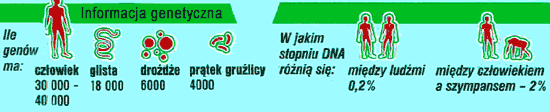 Informacja genetyczna
Ile
genów
ma:
człowiek
30 000 -
40 000
glista
18 000
drożdże
6000
prątek gruźlicy
4000
W jakim
stopniu DNA
różnią się:
między ludźmi
0,2%
między człowiekiem
a szympansem – 2%